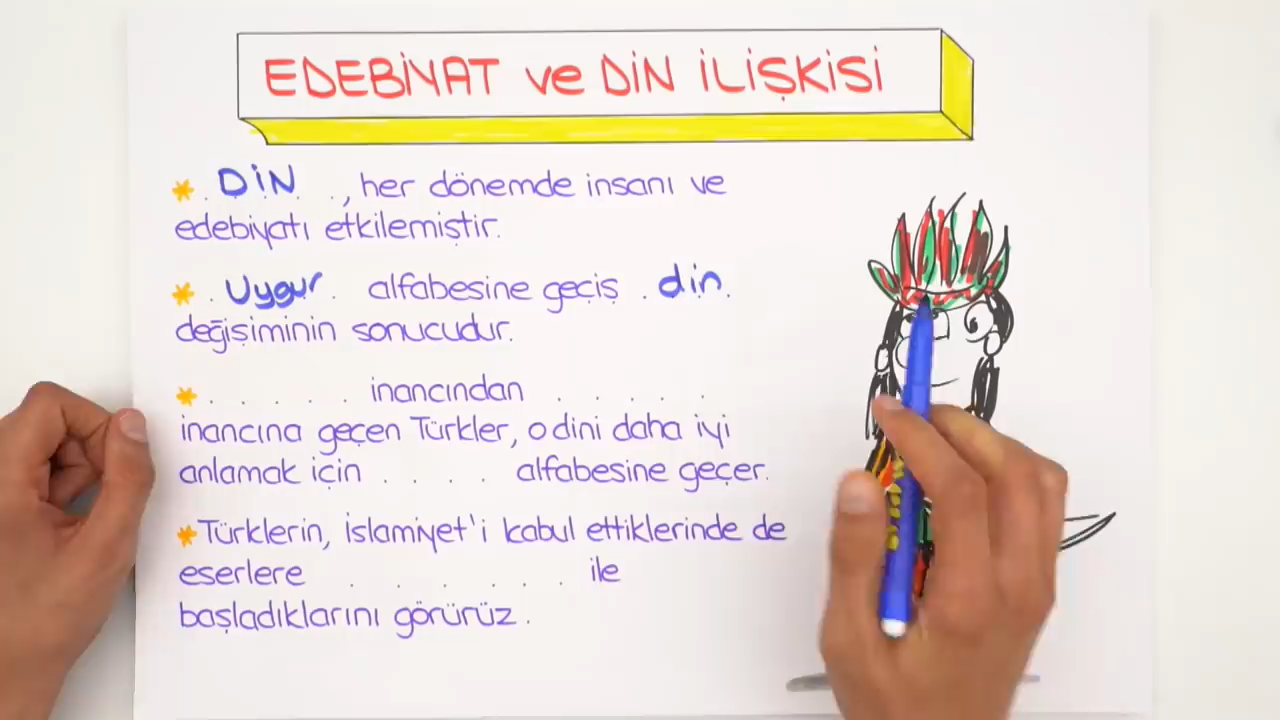 EDEBİYAT ve DİN İLİŞKİSİ
* . DİN . ., her dönemde insanı ve
edebiyatı etkilemiştir.
* . Uygur . alfabesine geçiş . din .
değişiminin sonucudur.
* . . . . . inancından . . . . .
inancına geçen Türkler, o dini daha iyi
anlamak için . . . . alfabesine geçer.
* Türklerin, İslamiyet'i kabul ettiklerinde de
eserlere . . . . . . ile
başladıklarını görürüz.